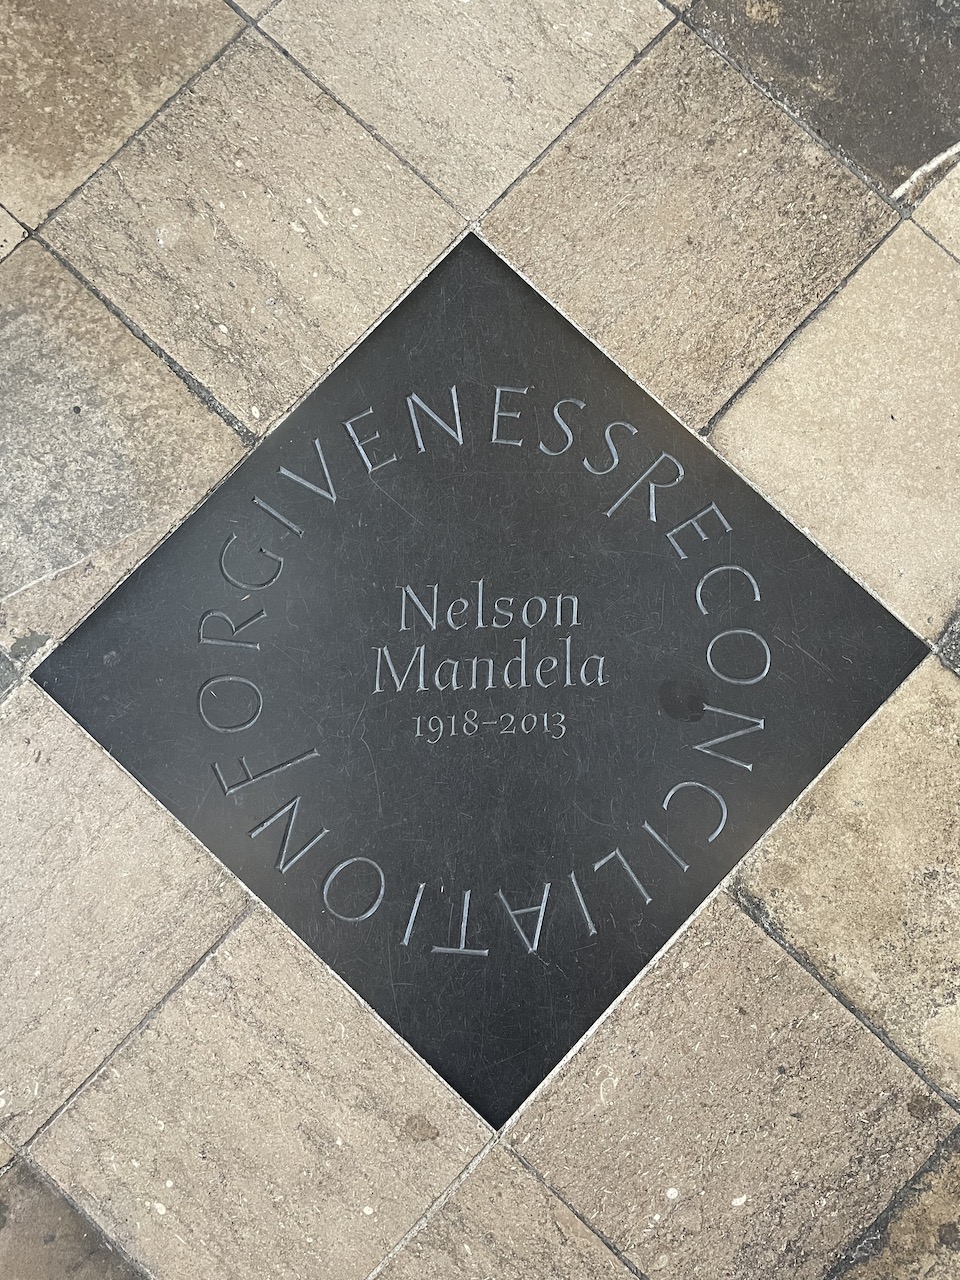 FORGIVENESSRECONCILIATION
Nelson
Mandela
1918–2013